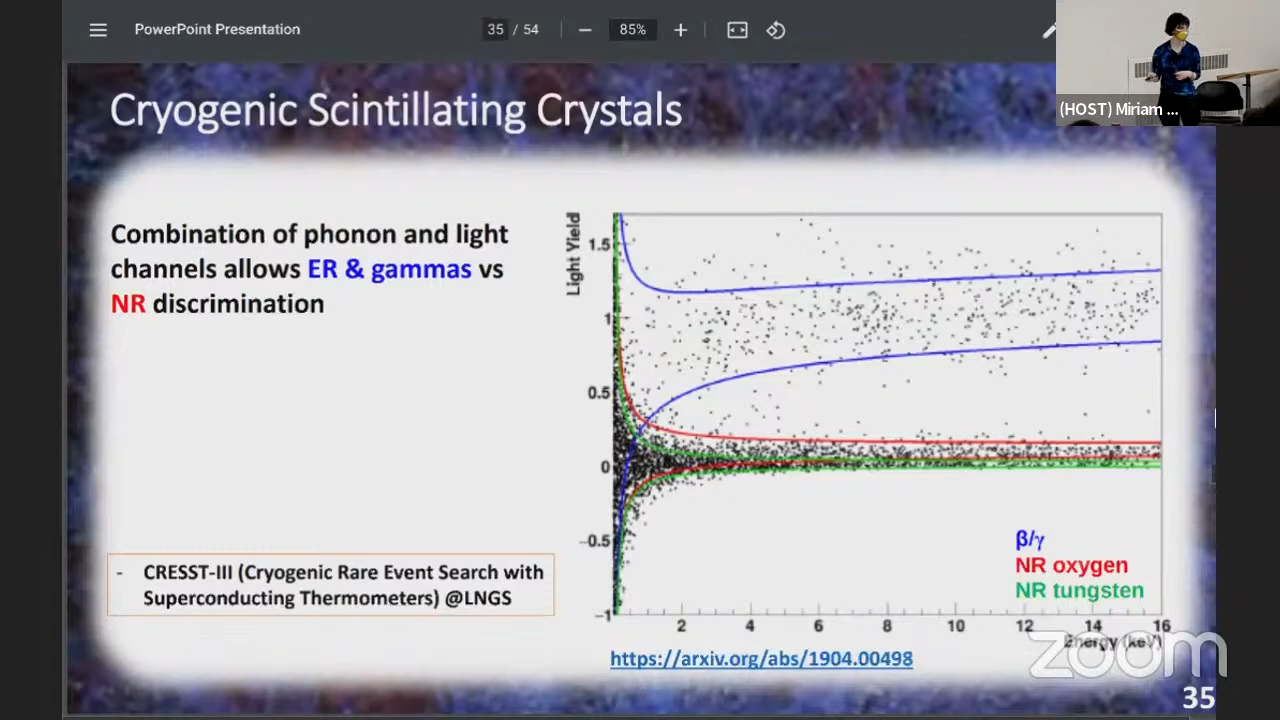 PowerPoint Presentation
35 / 54
85%
(HOST) Miriam ...
Cryogenic Scintillating Crystals
Combination of phonon and light
channels allows ER & gammas vs
NR discrimination
- CRESST-III (Cryogenic Rare Event Search with
Superconducting Thermometers) @LNGS
Light Yield
1.5
1
0.5
0
−0.5
−1
β/γ
NR oxygen
NR tungsten
2 4 6 8 10 12 14 16
Energy (keV)
https://arxiv.org/abs/1904.00498
zoom
35